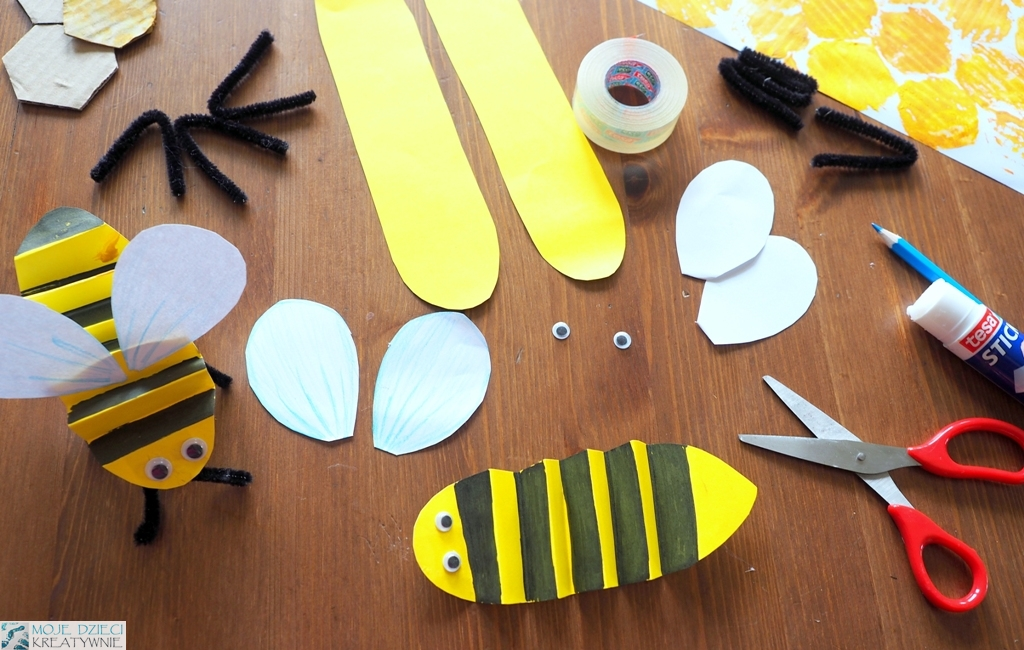 tesa
STIC
MOJE DZIECI
KREATYWNIE